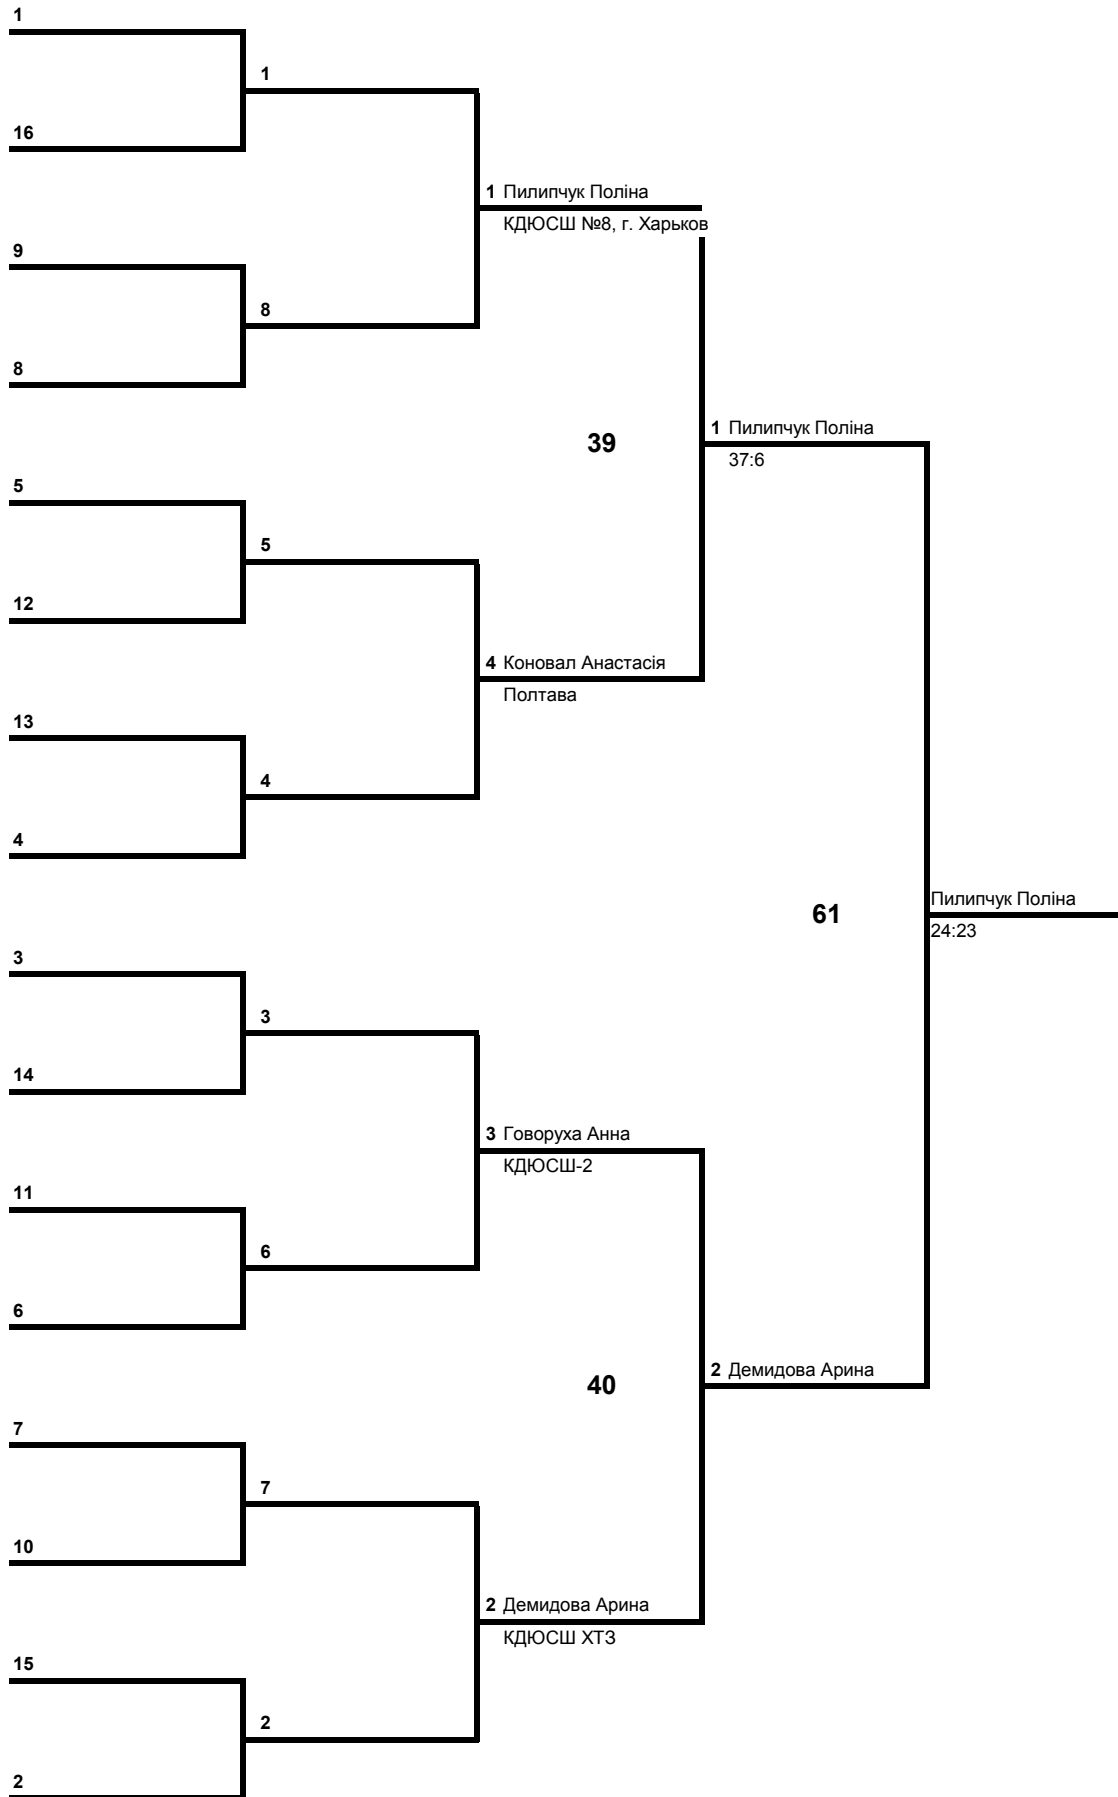 1
1
16
1 Пилипчук Поліна
КДЮСШ №8, г. Харьков
9
8
8
1 Пилипчук Поліна
39
37:6
5
5
12
4 Коновал Анастасія
Полтава
13
4
4
Пилипчук Поліна
61
24:23
3
3
14
3 Говоруха Анна
КДЮСШ-2
11
6
6
2 Демидова Арина
40
7
7
10
2 Демидова Арина
КДЮСШ ХТЗ
15
2
2